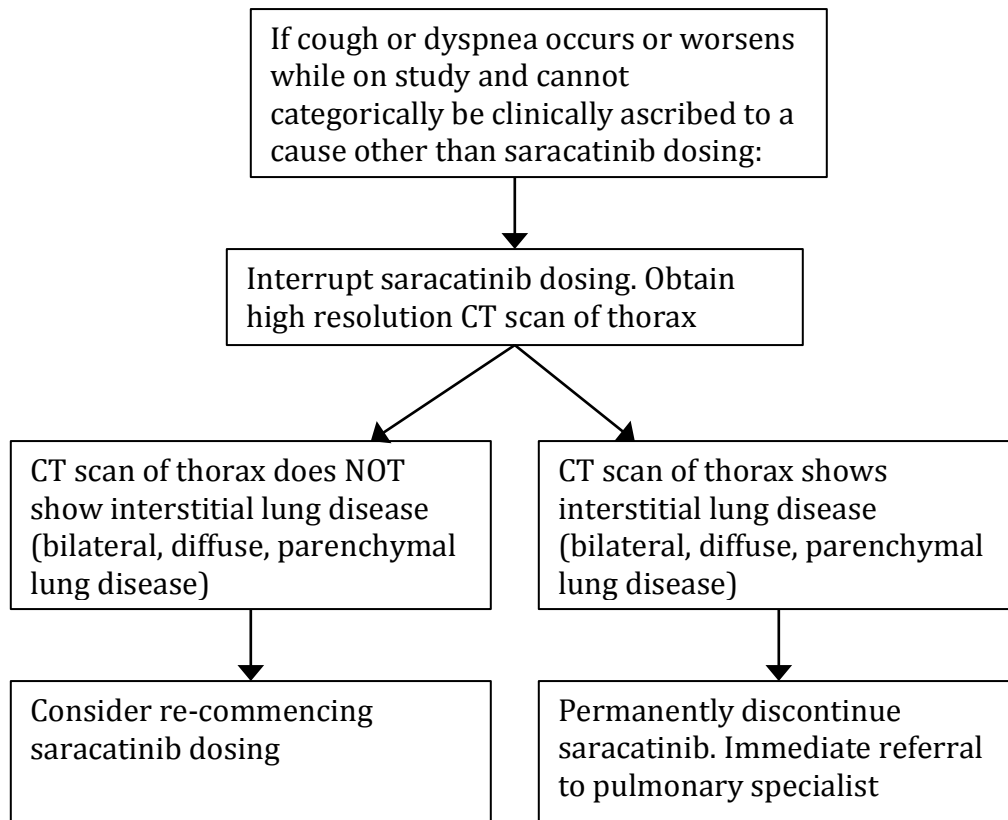 If cough or dyspnea occurs or worsens
while on study and cannot
categorically be clinically ascribed to a
cause other than saracatinib dosing:
Interrupt saracatinib dosing. Obtain
high resolution CT scan of thorax
CT scan of thorax does NOT
show interstitial lung disease
(bilateral, diffuse, parenchymal
lung disease)
CT scan of thorax shows
interstitial lung disease
(bilateral, diffuse, parenchymal
lung disease)
Consider re-commencing
saracatinib dosing
Permanently discontinue
saracatinib. Immediate referral
to pulmonary specialist